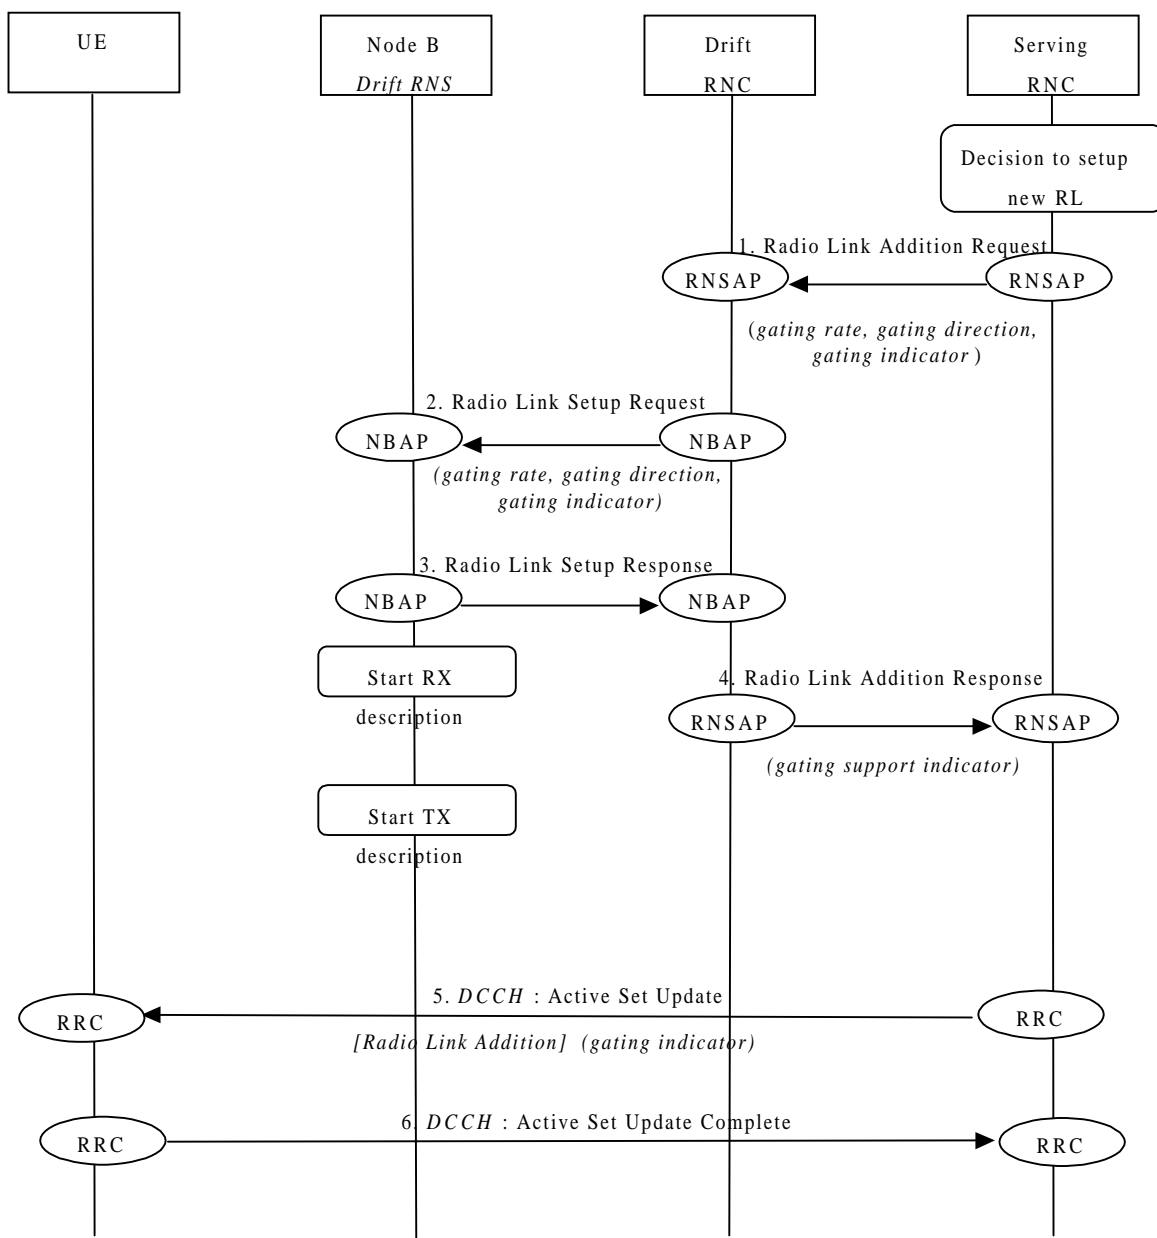 UE
Node B
Drift RNS
Drift
RNC
Serving
RNC
Decision to setup
new RL
1. Radio Link Addition Request
RNSAP
RNSAP
(gating rate, gating direction,
gating indicator )
2. Radio Link Setup Request
NBAP
NBAP
(gating rate, gating direction,
gating indicator)
3. Radio Link Setup Response
NBAP
NBAP
Start RX
description
4. Radio Link Addition Response
RNSAP
RNSAP
(gating support indicator)
Start TX
description
5. DCCH : Active Set Update
RRC
RRC
[Radio Link Addition] (gating indicator)
6. DCCH : Active Set Update Complete
RRC
RRC